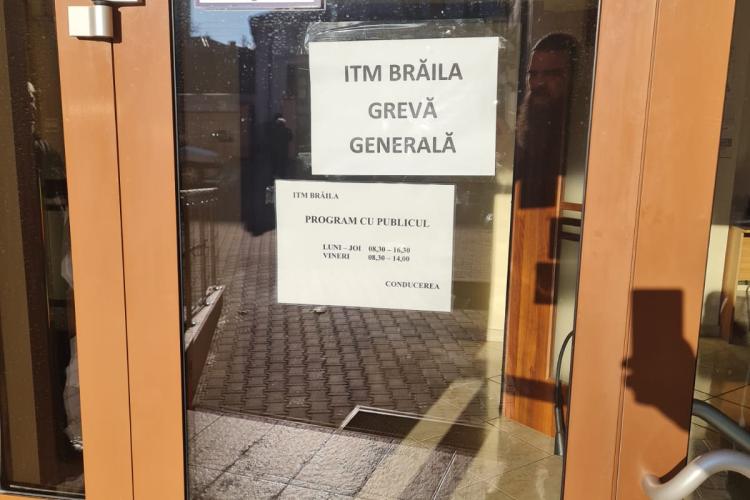 ITM BRĂILA
GREVĂ
GENERALĂ
ITM BRĂILA
PROGRAM CU PUBLICUL
LUNI – JOI 08,30 – 16,30
VINERI 08,30 – 14,00
CONDUCEREA